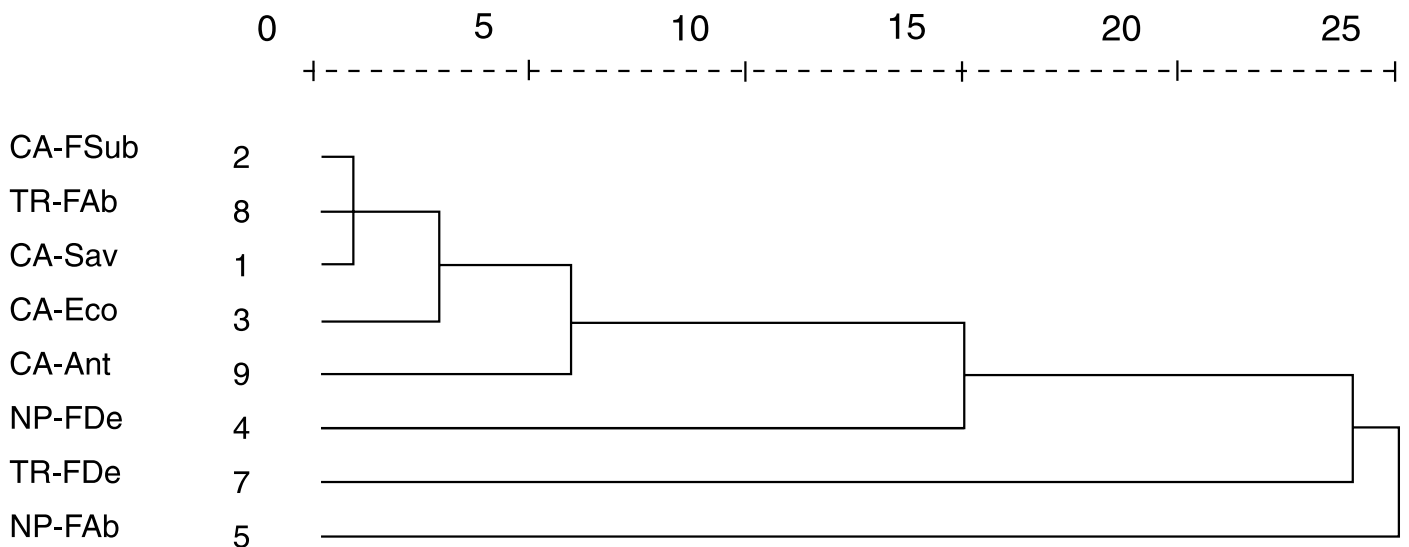 0 5 10 15 20 25
CA-FSub 2
TR-FAb 8
CA-Sav 1
CA-Eco 3
CA-Ant 9
NP-FDe 4
TR-FDe 7
NP-FAb 5